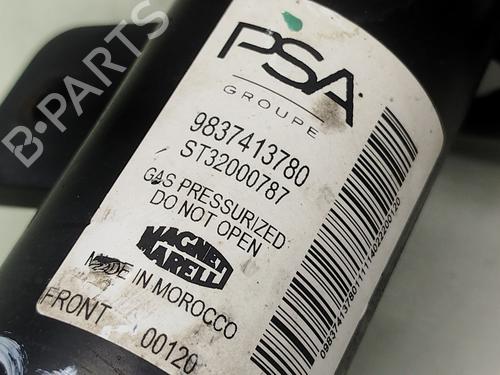 PSA
GROUPE
9837413780
ST32000787
GAS PRESSURIZED
DO NOT OPEN
MAGNETI
MARELLI
MADE IN MOROCCO
FRONT 00120
B-PARTS